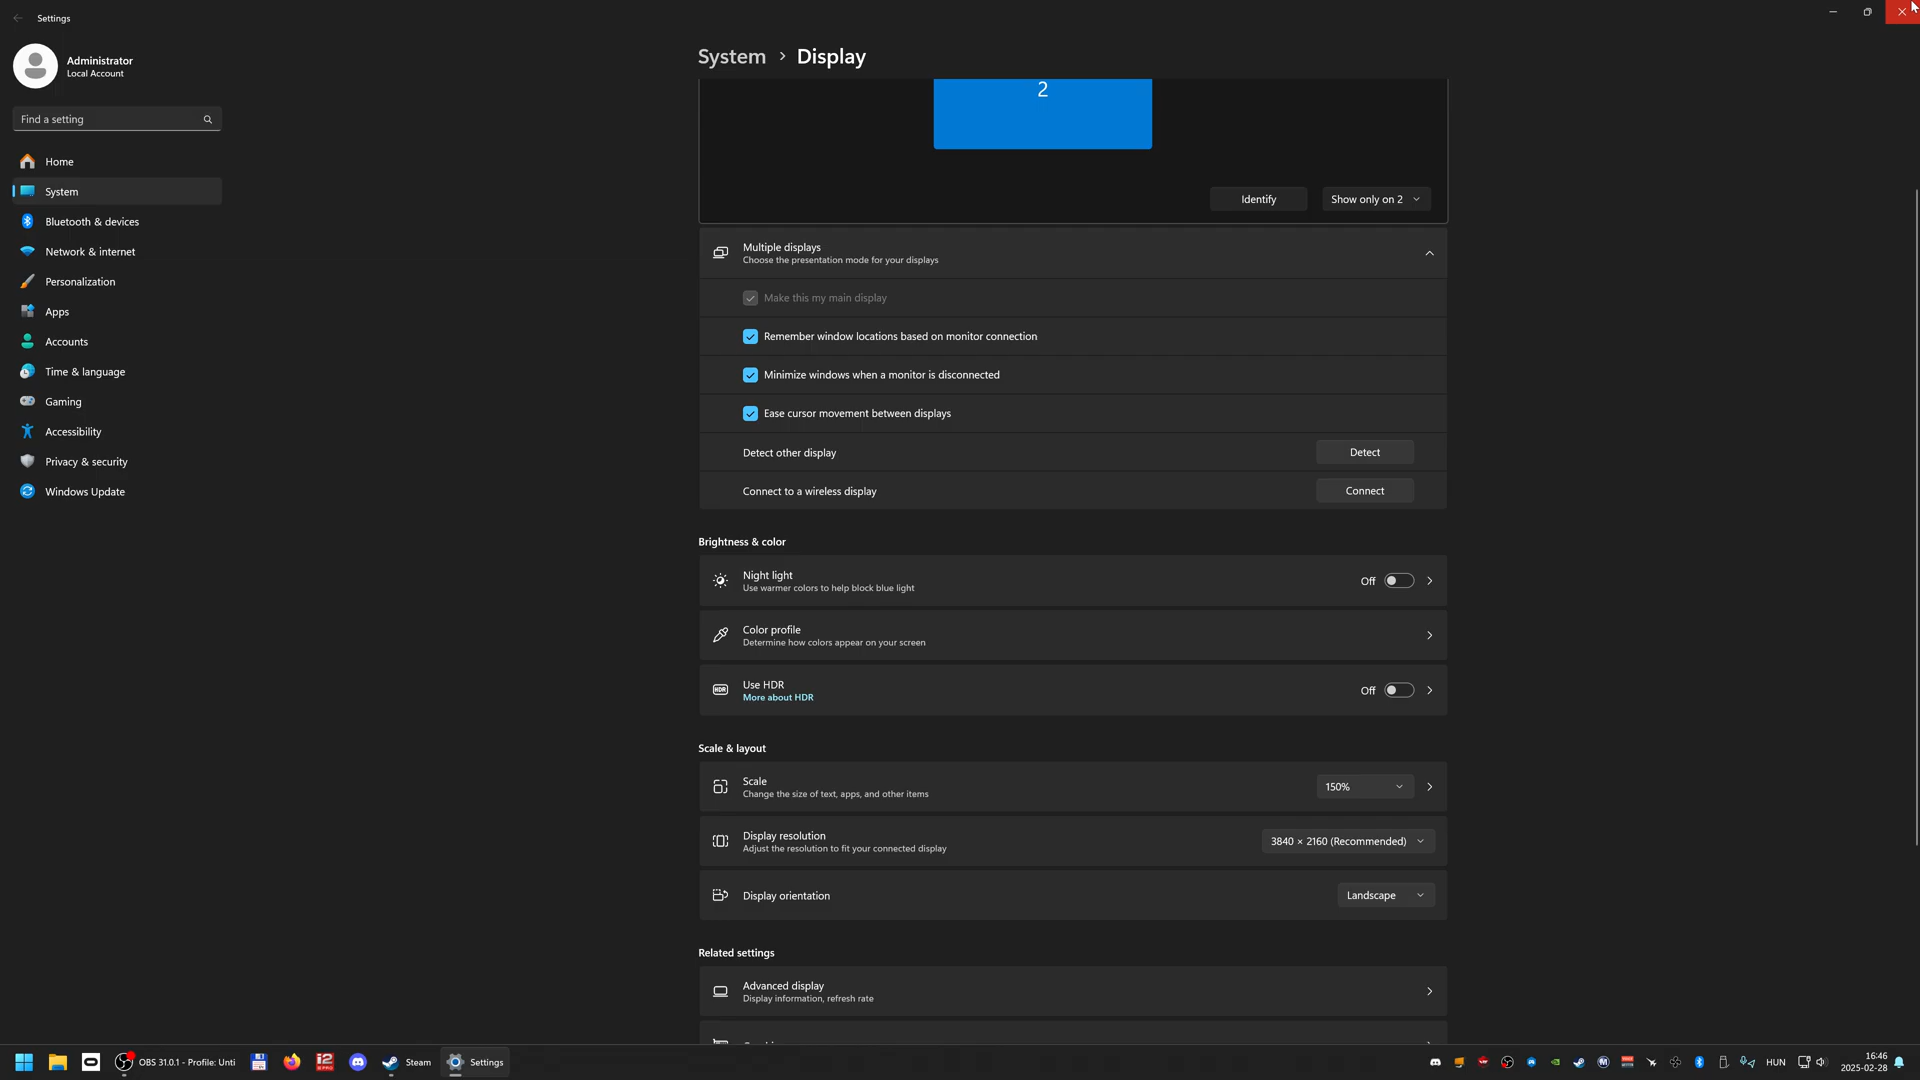 Settings
Administrator
Local Account
Find a setting
Home
System
Bluetooth & devices
Network & internet
Personalization
Apps
Accounts
Time & language
Gaming
Accessibility
Privacy & security
Windows Update
System > Display
2
Identify
Show only on 2
Multiple displays
Choose the presentation mode for your displays
Make this my main display
Remember window locations based on monitor connection
Minimize windows when a monitor is disconnected
Ease cursor movement between displays
Detect other display
Detect
Connect to a wireless display
Connect
Brightness & color
Night light
Use warmer colors to help block blue light
Off
Color profile
Determine how colors appear on your screen
HDR
Use HDR
More about HDR
Off
Scale & layout
Scale
Change the size of text, apps, and other items
150%
Display resolution
Adjust the resolution to fit your connected display
3840 × 2160 (Recommended)
Display orientation
Landscape
Related settings
Advanced display
Display information, refresh rate
OBS 31.0.1 - Profile: Unti
Steam
Settings
HUN
16:46
2025-02-28